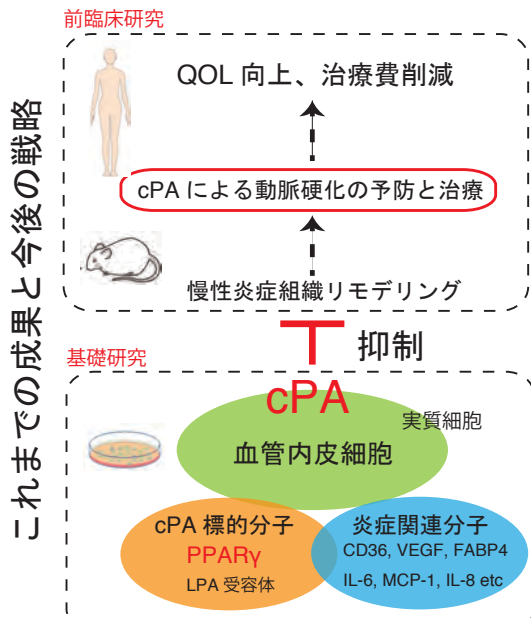 これまでの成果と今後の戦略
前臨床研究
QOL 向上、治療費削減
cPA による動脈硬化の予防と治療
慢性炎症組織リモデリング
抑制
基礎研究
cPA
実質細胞
血管内皮細胞
cPA 標的分子
PPARγ
LPA 受容体
炎症関連分子
CD36, VEGF, FABP4
IL-6, MCP-1, IL-8 etc